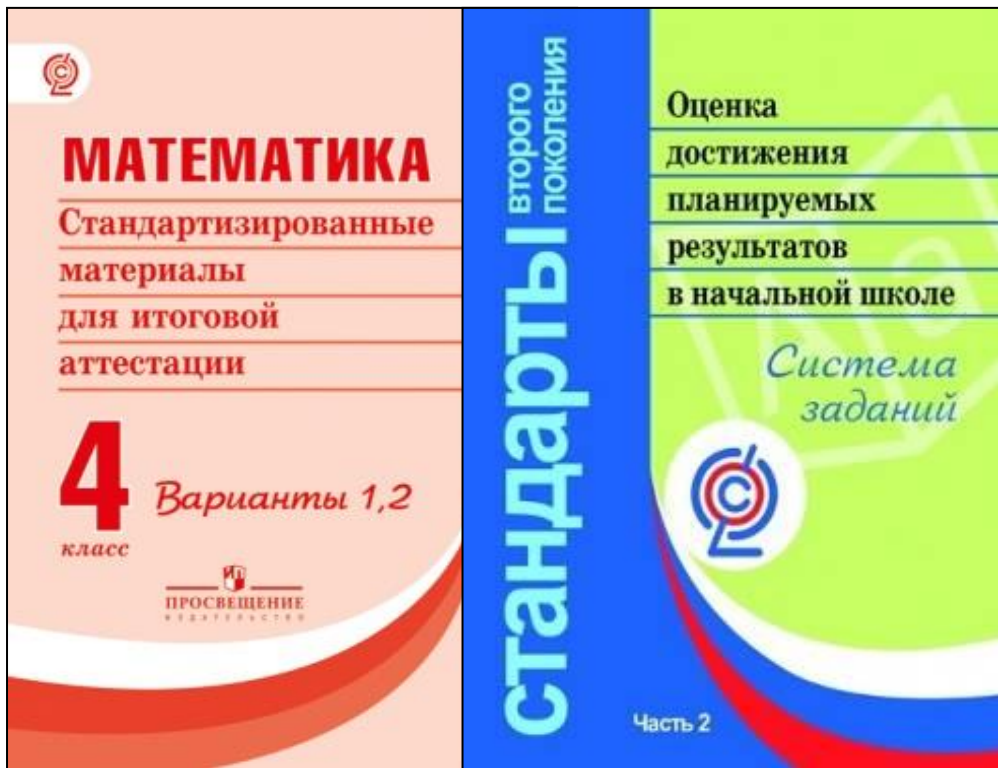 МАТЕМАТИКА
Стандартизированные
материалы
для итоговой
аттестации
4
класс
Варианты 1,2
ПРОСВЕЩЕНИЕ
ИЗДАТЕЛЬСТВО
стандарты
второго
поколения
Оценка
достижения
планируемых
результатов
в начальной школе
Система
заданий
Часть 2